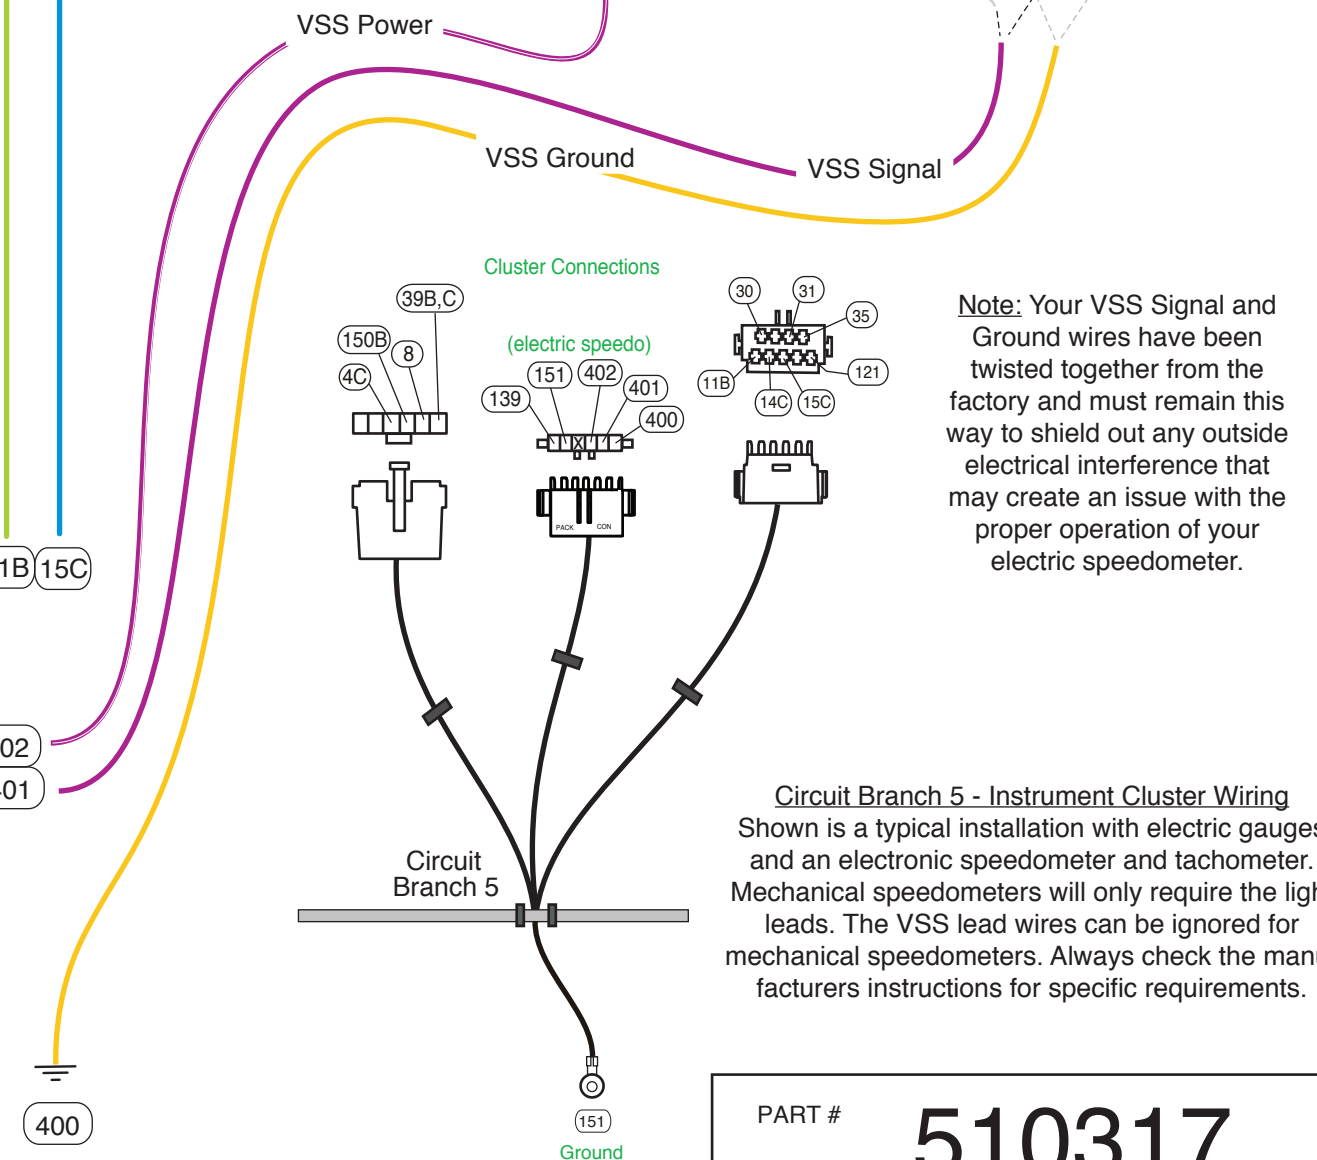 VSS Power
VSS Ground
VSS Signal
Cluster Connections
(electric speedo)
39B,C
150B
8
4C
139
151
402
401
400
X
PACK
CON
30
31
35
11B
14C
15C
121
Note: Your VSS Signal and
Ground wires have been
twisted together from the
factory and must remain this
way to shield out any outside
electrical interference that
may create an issue with the
proper operation of your
electric speedometer.
1B
15C
02
01
Circuit
Branch 5
Circuit Branch 5 - Instrument Cluster Wiring
Shown is a typical installation with electric gauges
and an electronic speedometer and tachometer.
Mechanical speedometers will only require the ligh
leads. The VSS lead wires can be ignored for
mechanical speedometers. Always check the manu
facturers instructions for specific requirements.
400
151
Ground
PART #
510317